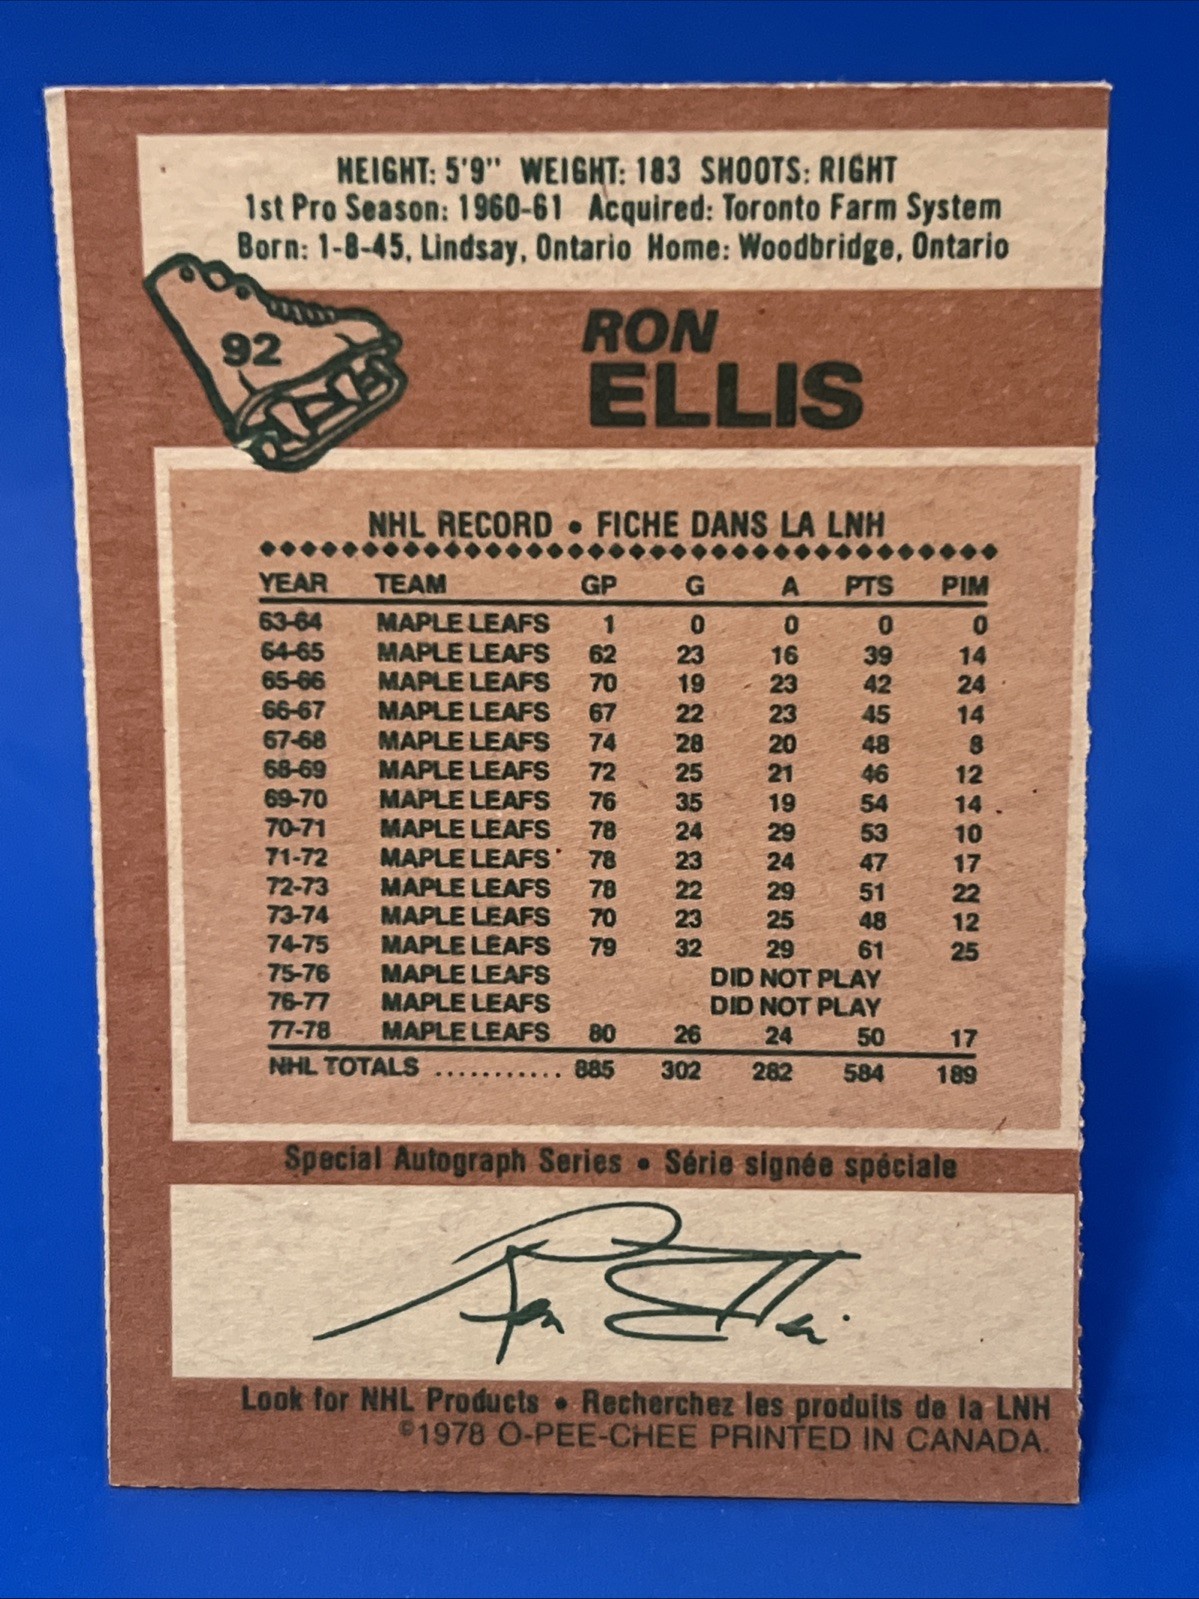 HEIGHT: 5'9" WEIGHT: 183 SHOOTS: RIGHT
1st Pro Season: 1960-61 Acquired: Toronto Farm System
Born: 1-8-45, Lindsay, Ontario Home: Woodbridge, Ontario
92
RON
ELLIS
NHL RECORD • FICHE DANS LA LNH
YEAR TEAM GP G A PTS PIM
63-64 MAPLE LEAFS 1 0 0 0 0
64-65 MAPLE LEAFS 62 23 16 39 14
65-66 MAPLE LEAFS 70 19 23 42 24
66-67 MAPLE LEAFS 67 22 23 45 14
67-68 MAPLE LEAFS 74 28 20 48 8
68-69 MAPLE LEAFS 72 25 21 46 12
69-70 MAPLE LEAFS 76 35 19 54 14
70-71 MAPLE LEAFS 78 24 29 53 10
71-72 MAPLE LEAFS 78 23 24 47 17
72-73 MAPLE LEAFS 78 22 29 51 22
73-74 MAPLE LEAFS 70 23 25 48 12
74-75 MAPLE LEAFS 79 32 29 61 25
75-76 MAPLE LEAFS DID NOT PLAY
76-77 MAPLE LEAFS DID NOT PLAY
77-78 MAPLE LEAFS 80 26 24 50 17
NHL TOTALS ........... 885 302 282 584 189
Special Autograph Series • Série signée spéciale
Ron Ellis
Look for NHL Products • Recherchez les produits de la LNH
©1978 O-PEE-CHEE PRINTED IN CANADA.